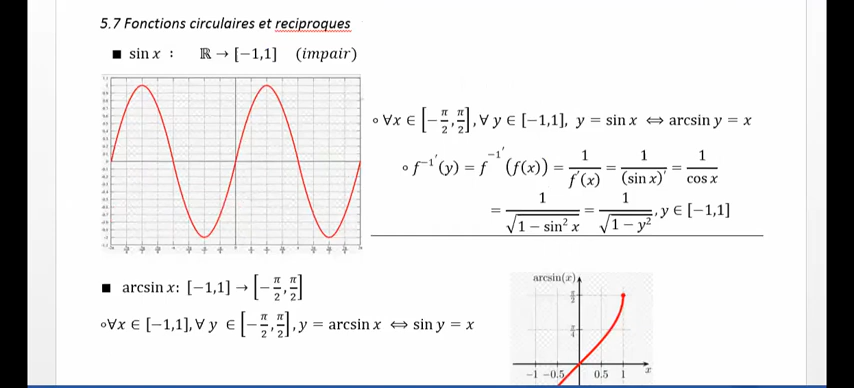 5.7 Fonctions circulaires et reciproques
■ sin x : ℝ → [−1,1] (impair)
∘ ∀x ∈ [−π/2, π/2], ∀ y ∈ [−1,1], y = sin x ⟺ arcsin y = x
∘ f⁻¹′(y) = f⁻¹′(f(x)) = 1/f′(x) = 1/(sin x)′ = 1/cos x
= 1/√(1 − sin² x) = 1/√(1 − y²), y ∈ [−1,1]
■ arcsin x: [−1,1] → [−π/2, π/2]
∘∀x ∈ [−1,1], ∀ y ∈ [−π/2, π/2], y = arcsin x ⟺ sin y = x
arcsin(x)
π/2
π/4
−1 −0.5 0.5 1 x